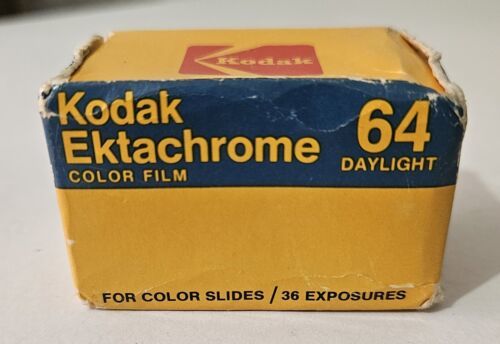 Kodak
Kodak
Ektachrome
64
COLOR FILM
DAYLIGHT
FOR COLOR SLIDES / 36 EXPOSURES